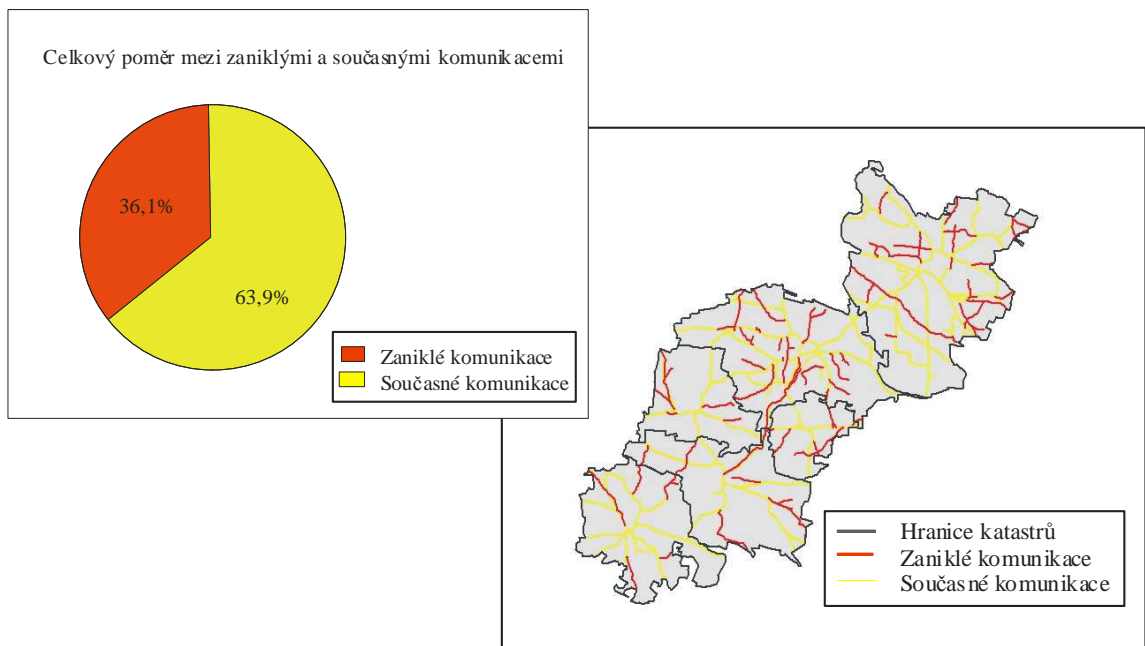 Celkový poměr mezi zaniklými a současnými komunikacemi
36,1%
63,9%
Zaniklé komunikace
Současné komunikace
Hranice katastrů
Zaniklé komunikace
Současné komunikace